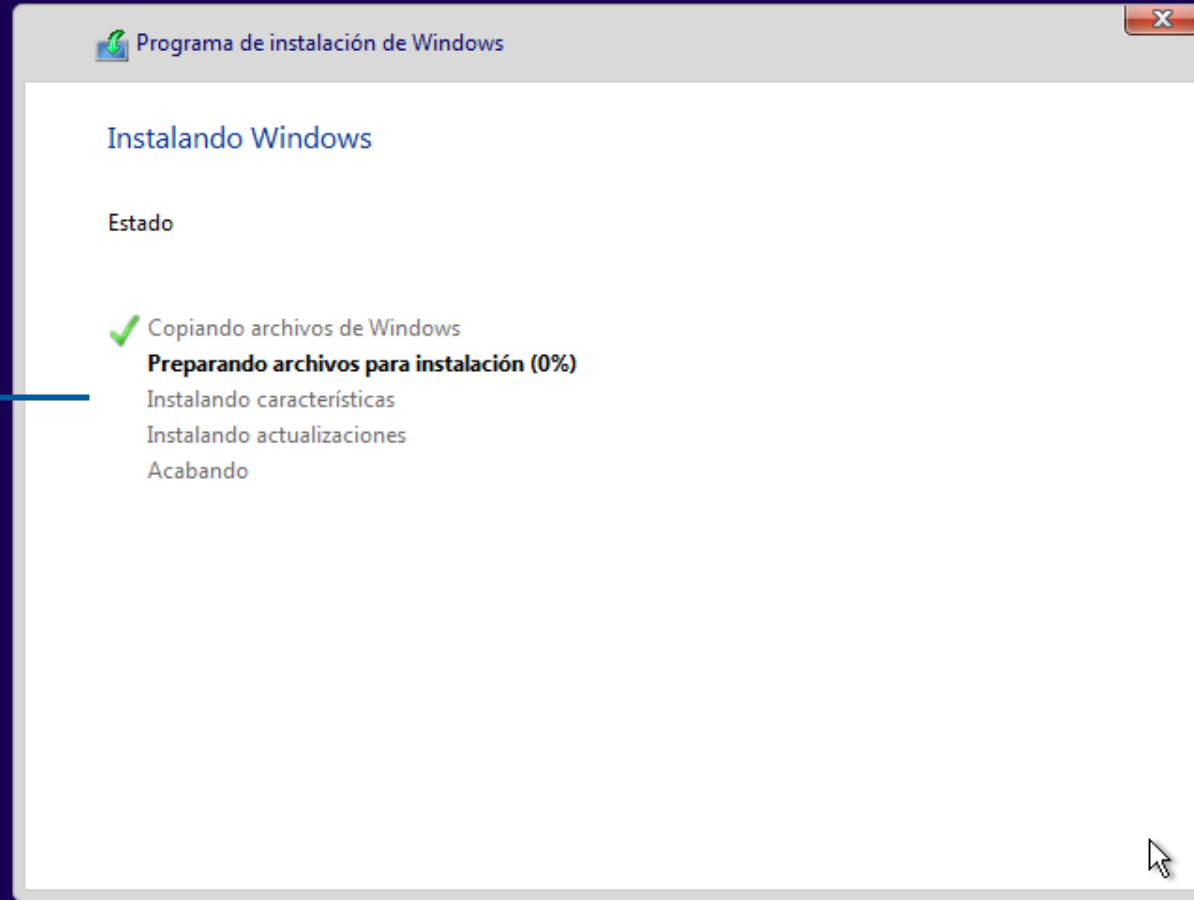 Programa de instalación de Windows
Instalando Windows
Estado
Copiando archivos de Windows
Preparando archivos para instalación (0%)
Instalando características
Instalando actualizaciones
Acabando